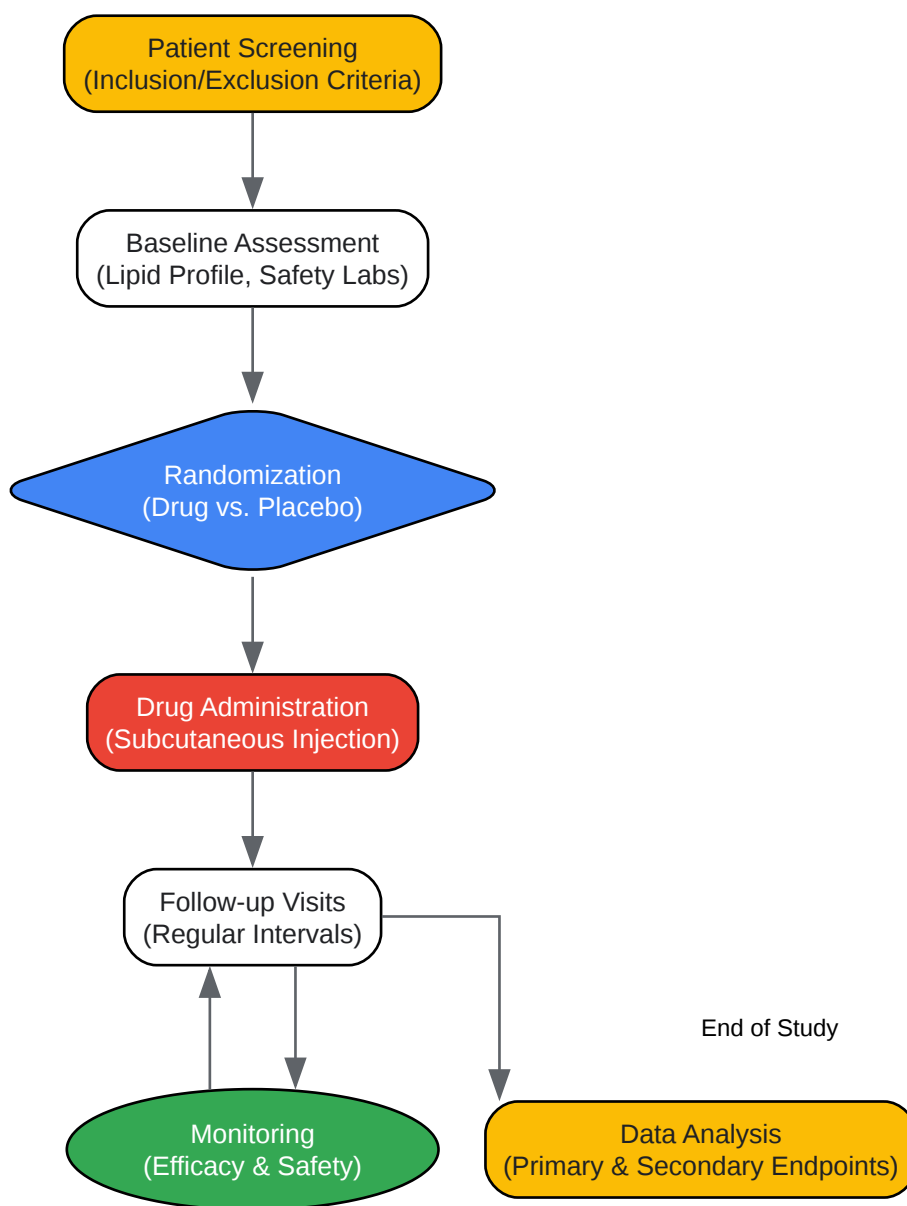 Patient Screening
(Inclusion/Exclusion Criteria)
Baseline Assessment
(Lipid Profile, Safety Labs)
Randomization
(Drug vs. Placebo)
Drug Administration
(Subcutaneous Injection)
Follow-up Visits
(Regular Intervals)
End of Study
Monitoring
(Efficacy & Safety)
Data Analysis
(Primary & Secondary Endpoints)